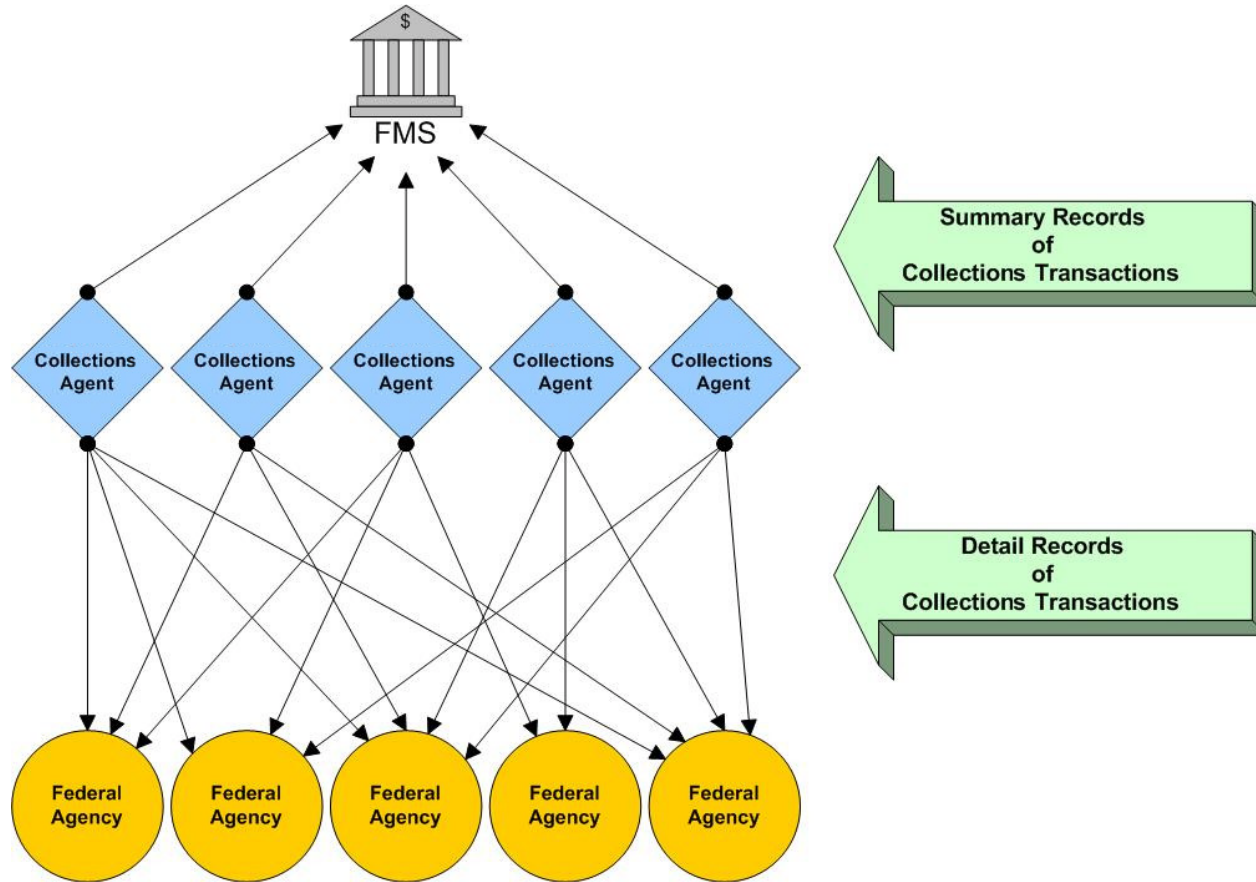 $
FMS
Summary Records
of
Collections Transactions
Collections
Agent
Collections
Agent
Collections
Agent
Collections
Agent
Collections
Agent
Detail Records
of
Collections Transactions
Federal
Agency
Federal
Agency
Federal
Agency
Federal
Agency
Federal
Agency